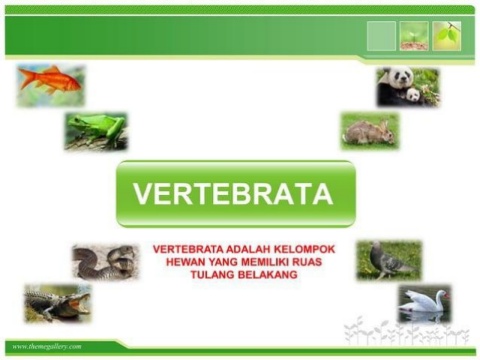 VERTEBRATA
VERTEBRATA ADALAH KELOMPOK
HEWAN YANG MEMILIKI RUAS
TULANG BELAKANG
www.themegallery.com